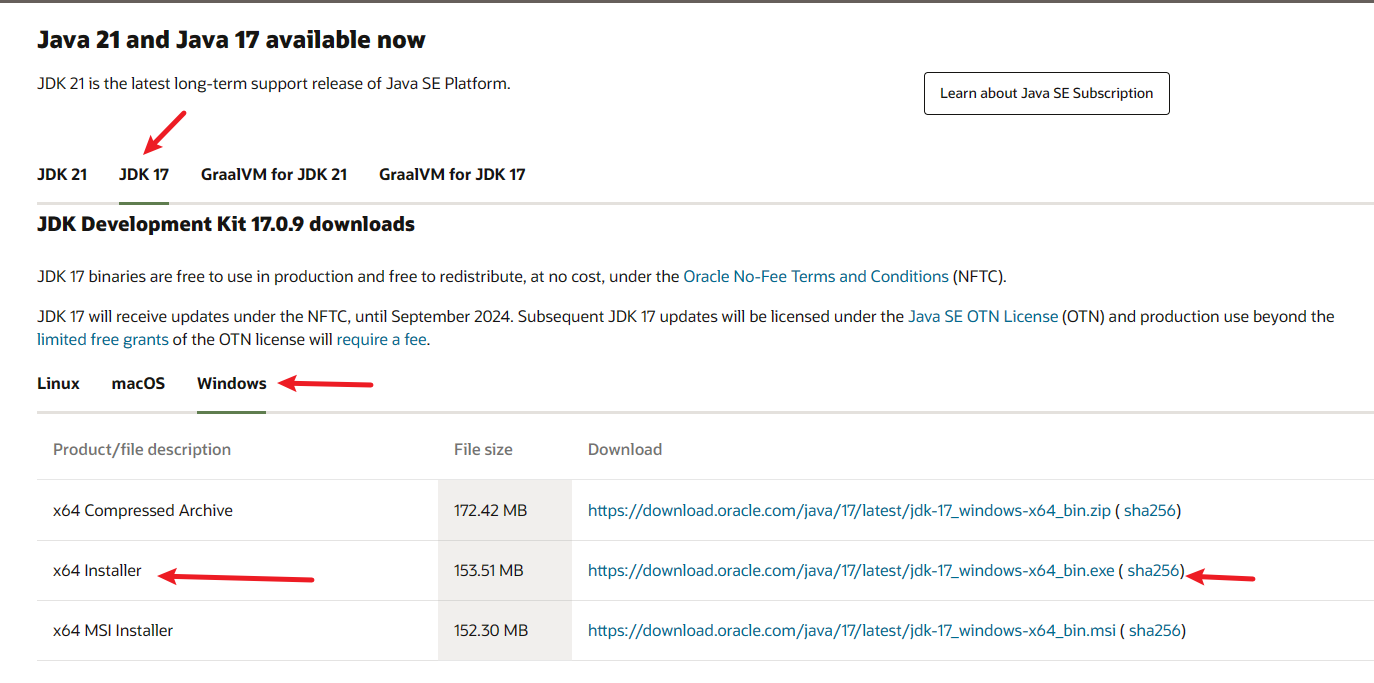 Java 21 and Java 17 available now
JDK 21 is the latest long-term support release of Java SE Platform.
Learn about Java SE Subscription
JDK 21 JDK 17 GraalVM for JDK 21 GraalVM for JDK 17
JDK Development Kit 17.0.9 downloads
JDK 17 binaries are free to use in production and free to redistribute, at no cost, under the Oracle No-Fee Terms and Conditions (NFTC).
JDK 17 will receive updates under the NFTC, until September 2024. Subsequent JDK 17 updates will be licensed under the Java SE OTN License (OTN) and production use beyond the
limited free grants of the OTN license will require a fee.
Linux macOS Windows
Product/file description File size Download
x64 Compressed Archive 172.42 MB https://download.oracle.com/java/17/latest/jdk-17_windows-x64_bin.zip ( sha256)
x64 Installer 153.51 MB https://download.oracle.com/java/17/latest/jdk-17_windows-x64_bin.exe ( sha256)
x64 MSI Installer 152.30 MB https://download.oracle.com/java/17/latest/jdk-17_windows-x64_bin.msi ( sha256)